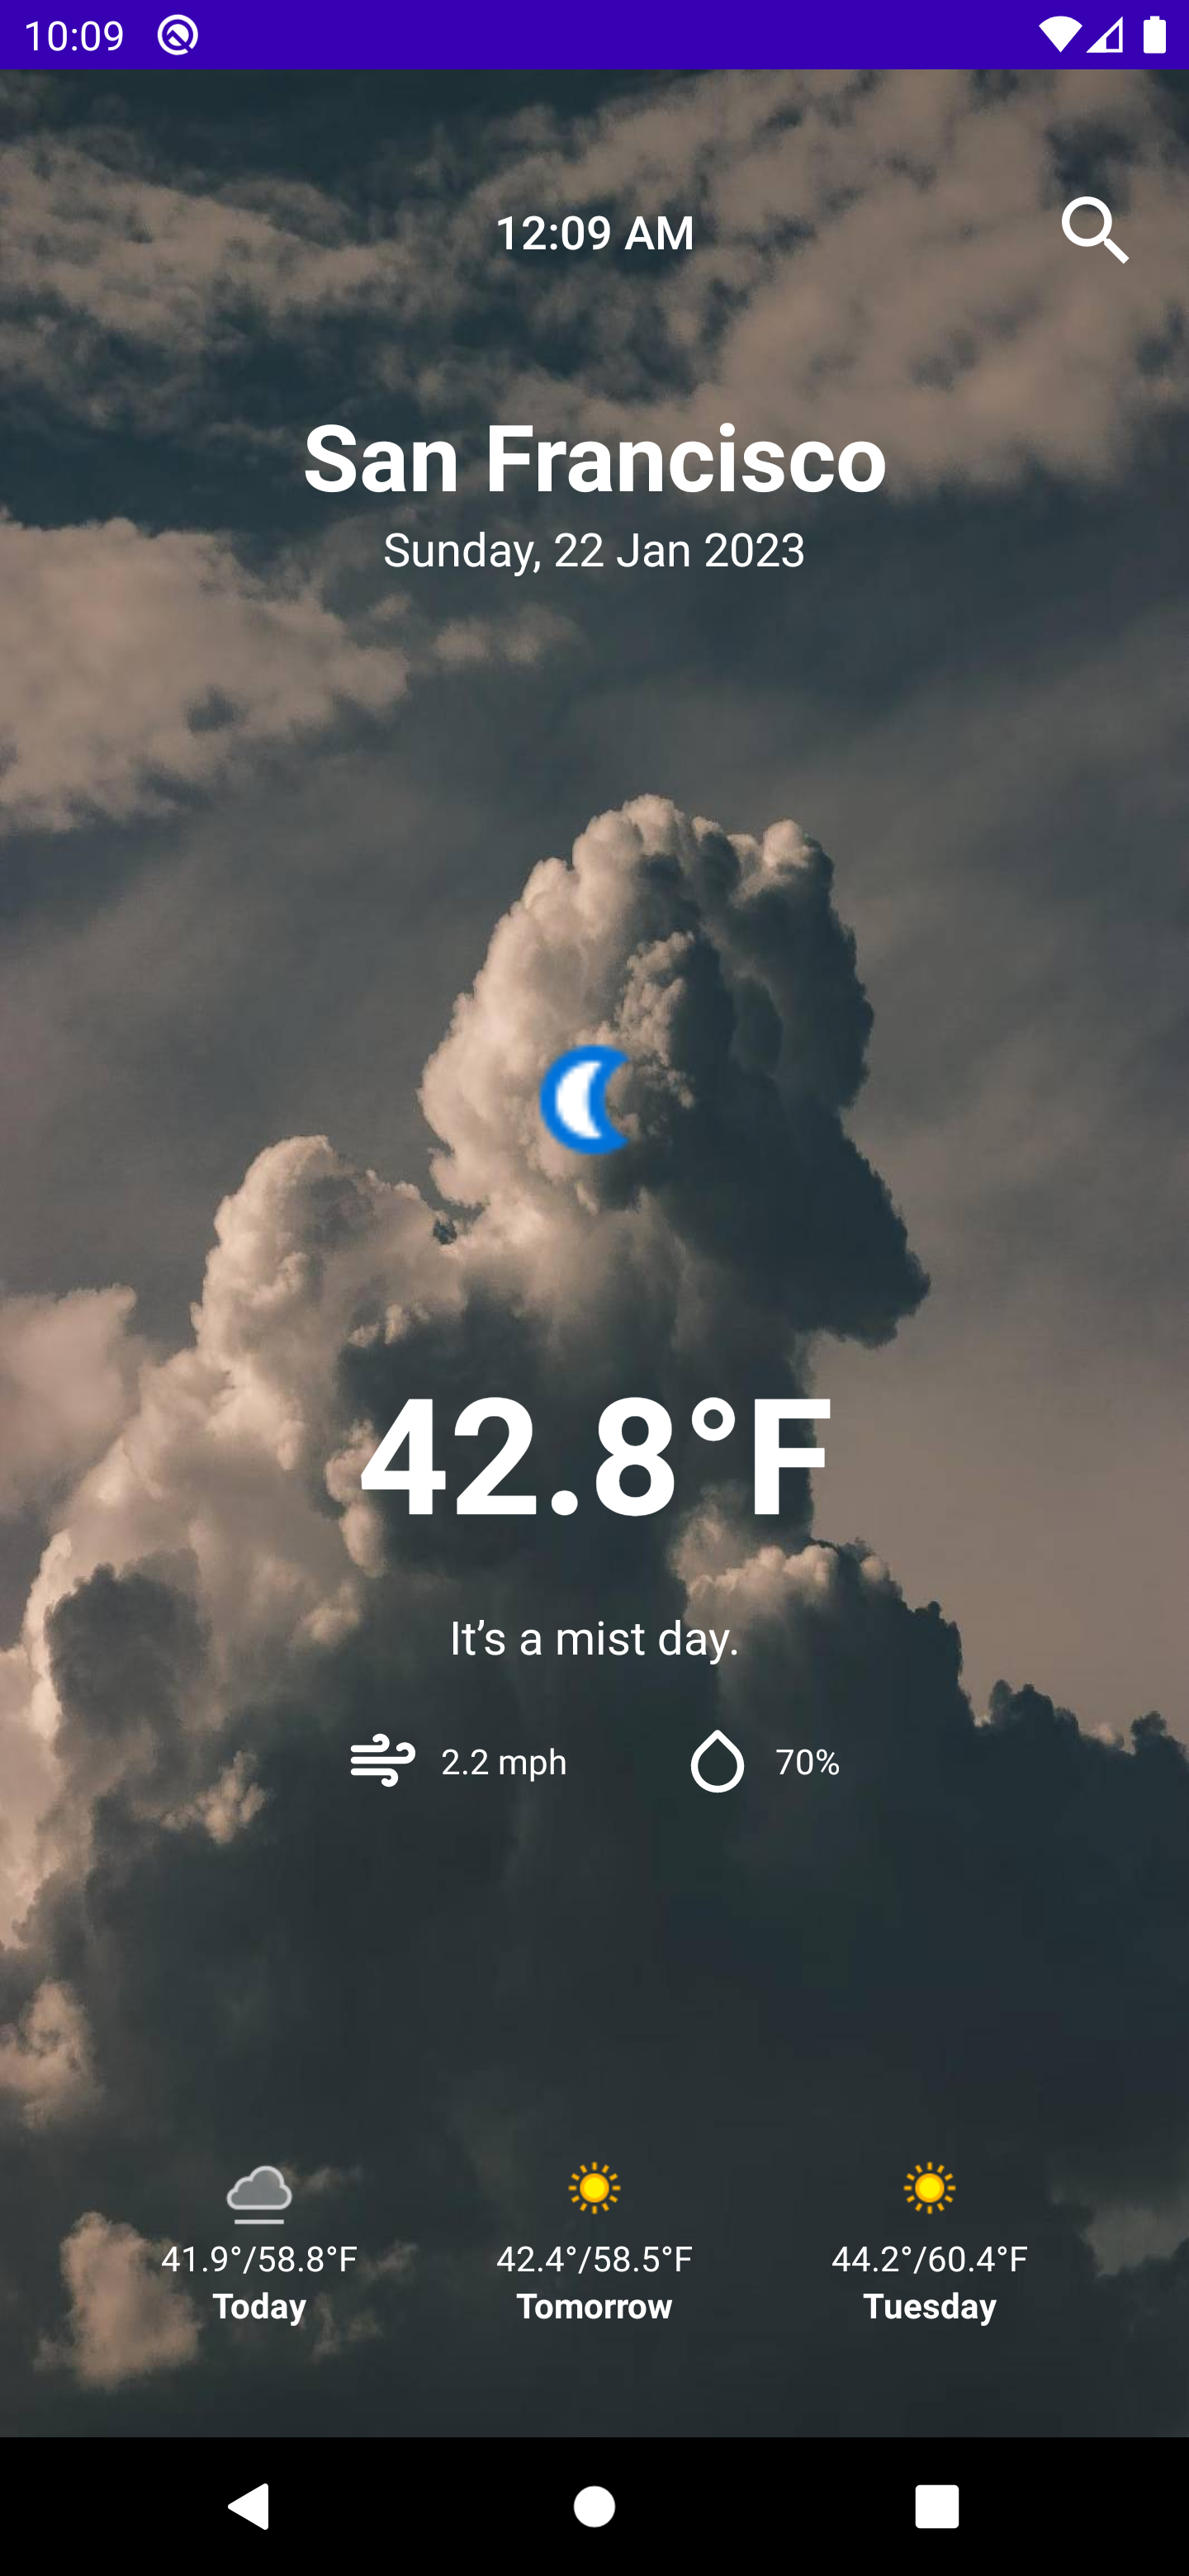 10:09
12:09 AM
San Francisco
Sunday, 22 Jan 2023
42.8°F
It’s a mist day.
2.2 mph 70%
41.9°/58.8°F 42.4°/58.5°F 44.2°/60.4°F
Today Tomorrow Tuesday